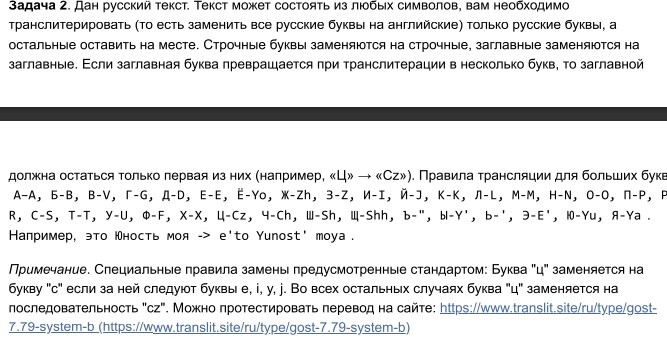 Задача 2. Дан русский текст. Текст может состоять из любых символов, вам необходимо
транслитерировать (то есть заменить все русские буквы на английские) только русские буквы, а
остальные оставить на месте. Строчные буквы заменяются на строчные, заглавные заменяются на
заглавные. Если заглавная буква превращается при транслитерации в несколько букв, то заглавной
должна остаться только первая из них (например, «Ц» → «Cz»). Правила трансляции для больших букв
А–A, Б-B, В-V, Г-G, Д-D, Е-E, Ё-Yo, Ж-Zh, З-Z, И-I, Й-J, К-K, Л-L, М-M, Н-N, О-O, П-P, Р
R, С-S, Т-T, У-U, Ф-F, Х-X, Ц-Cz, Ч-Ch, Ш-Sh, Щ-Shh, Ъ-", Ы-Y', Ь-', Э-E', Ю-Yu, Я-Ya .
Например, это Юность моя -> e'to Yunost' moya .
Примечание. Специальные правила замены предусмотренные стандартом: Буква "ц" заменяется на
букву "c" если за ней следуют буквы e, i, y, j. Во всех остальных случаях буква "ц" заменяется на
последовательность "cz". Можно протестировать перевод на сайте: https://www.translit.site/ru/type/gost-
7.79-system-b (https://www.translit.site/ru/type/gost-7.79-system-b)